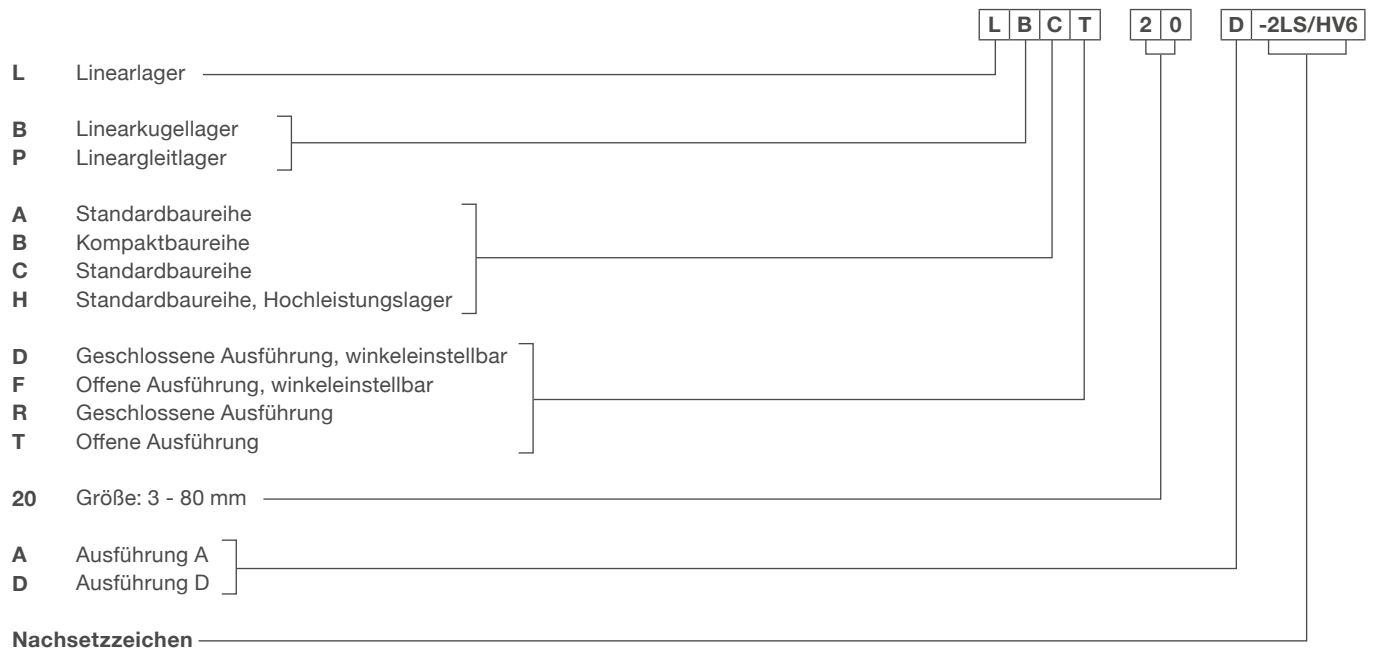 L B C T 2 0 D -2LS/HV6
L Linearlager
B Linearkugellager
P Lineargleitlager
A Standardbaureihe
B Kompaktbaureihe
C Standardbaureihe
H Standardbaureihe, Hochleistungslager
D Geschlossene Ausführung, winkeleinstellbar
F Offene Ausführung, winkeleinstellbar
R Geschlossene Ausführung
T Offene Ausführung
20 Größe: 3 - 80 mm
A Ausführung A
D Ausführung D
Nachsetzzeichen